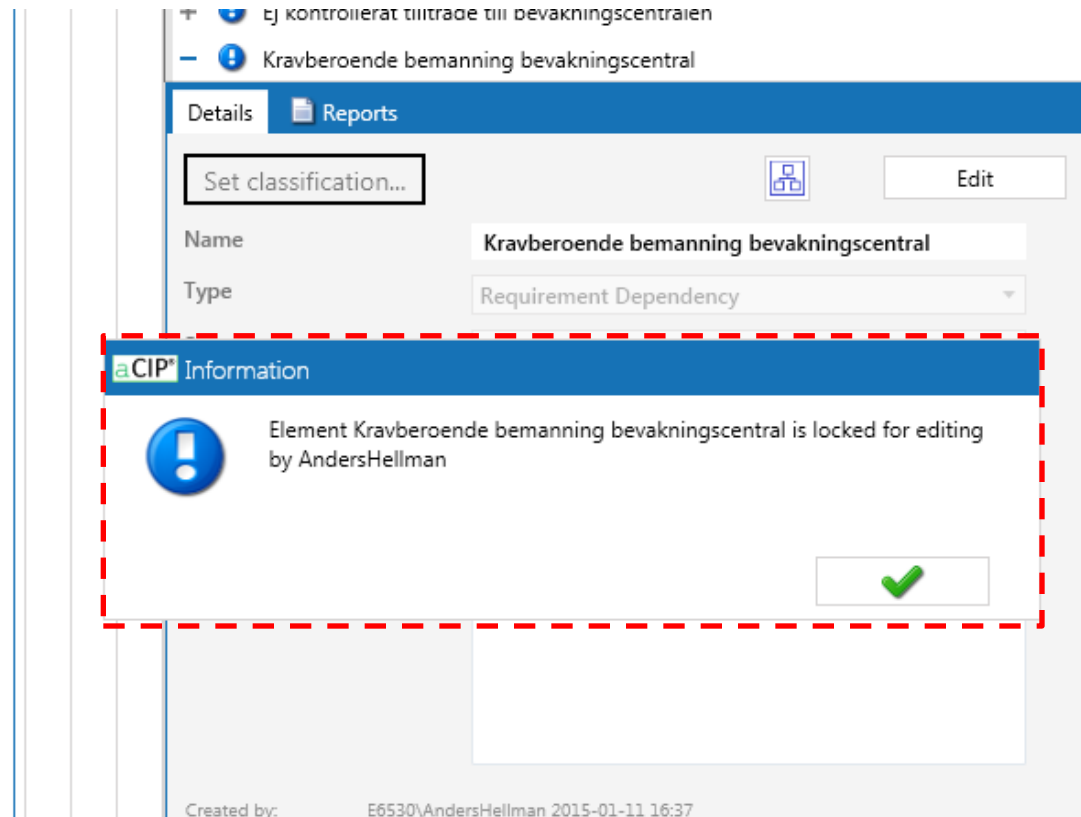 Ej kontrollerat tillträde till bevakningscentralen
Kravberoende bemanning bevakningscentral
Details Reports
Set classification... Edit
Name Kravberoende bemanning bevakningscentral
Type Requirement Dependency
aCIP® Information
Element Kravberoende bemanning bevakningscentral is locked for editing
by AndersHellman
Created by: E6530\AndersHellman 2015-01-11 16:37